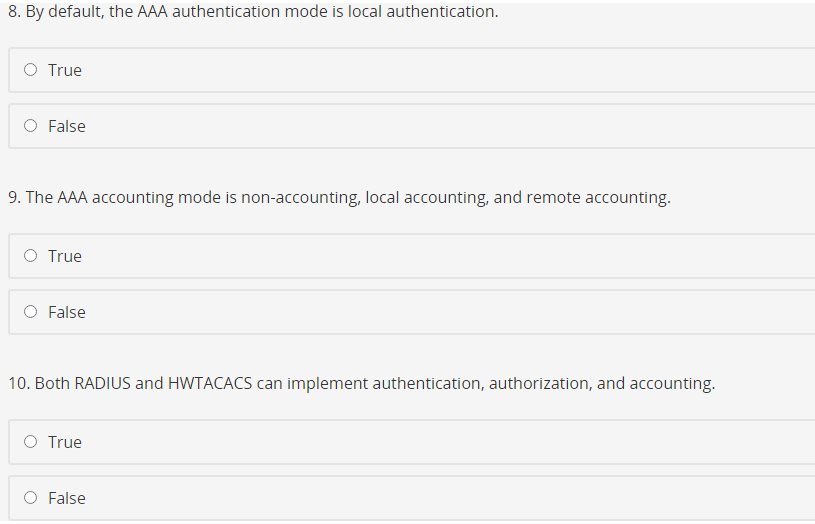 8. By default, the AAA authentication mode is local authentication.
True
False
9. The AAA accounting mode is non-accounting, local accounting, and remote accounting.
True
False
10. Both RADIUS and HWTACACS can implement authentication, authorization, and accounting.
True
False